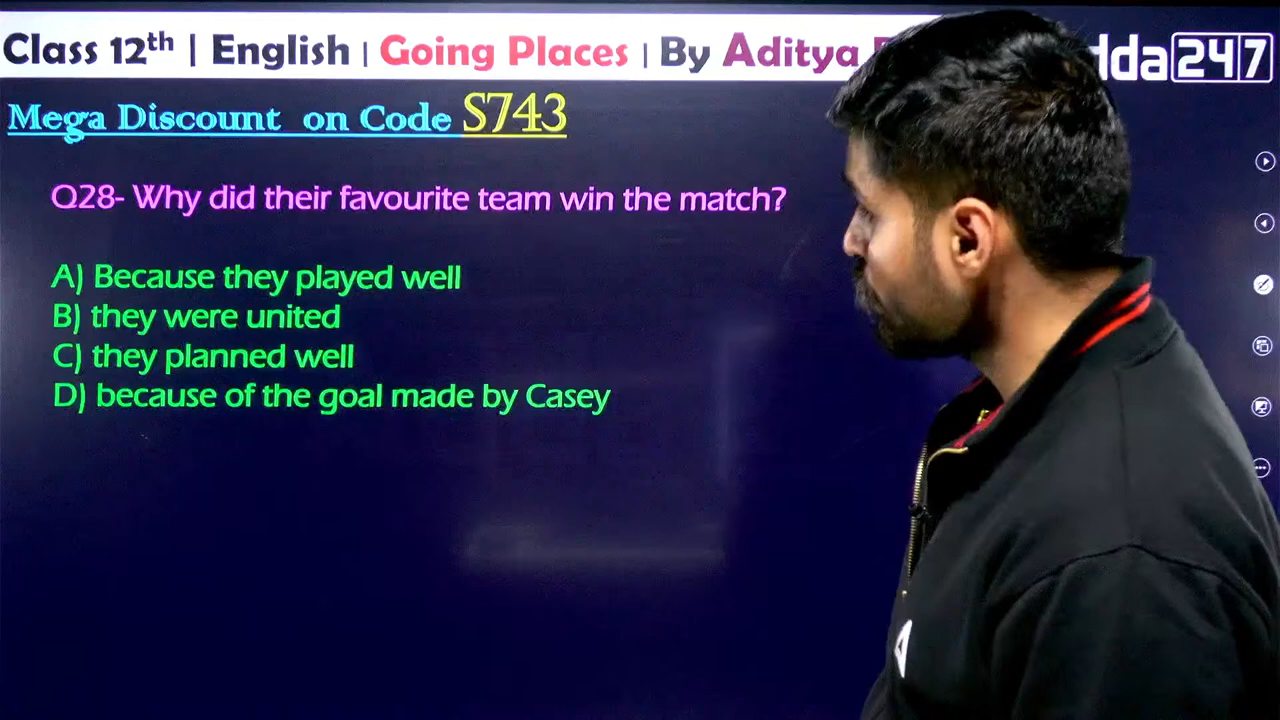 Class 12th | English | Going Places | By Aditya
dda247
Mega Discount on Code S743
Q28- Why did their favourite team win the match?
A) Because they played well
B) they were united
C) they planned well
D) because of the goal made by Casey